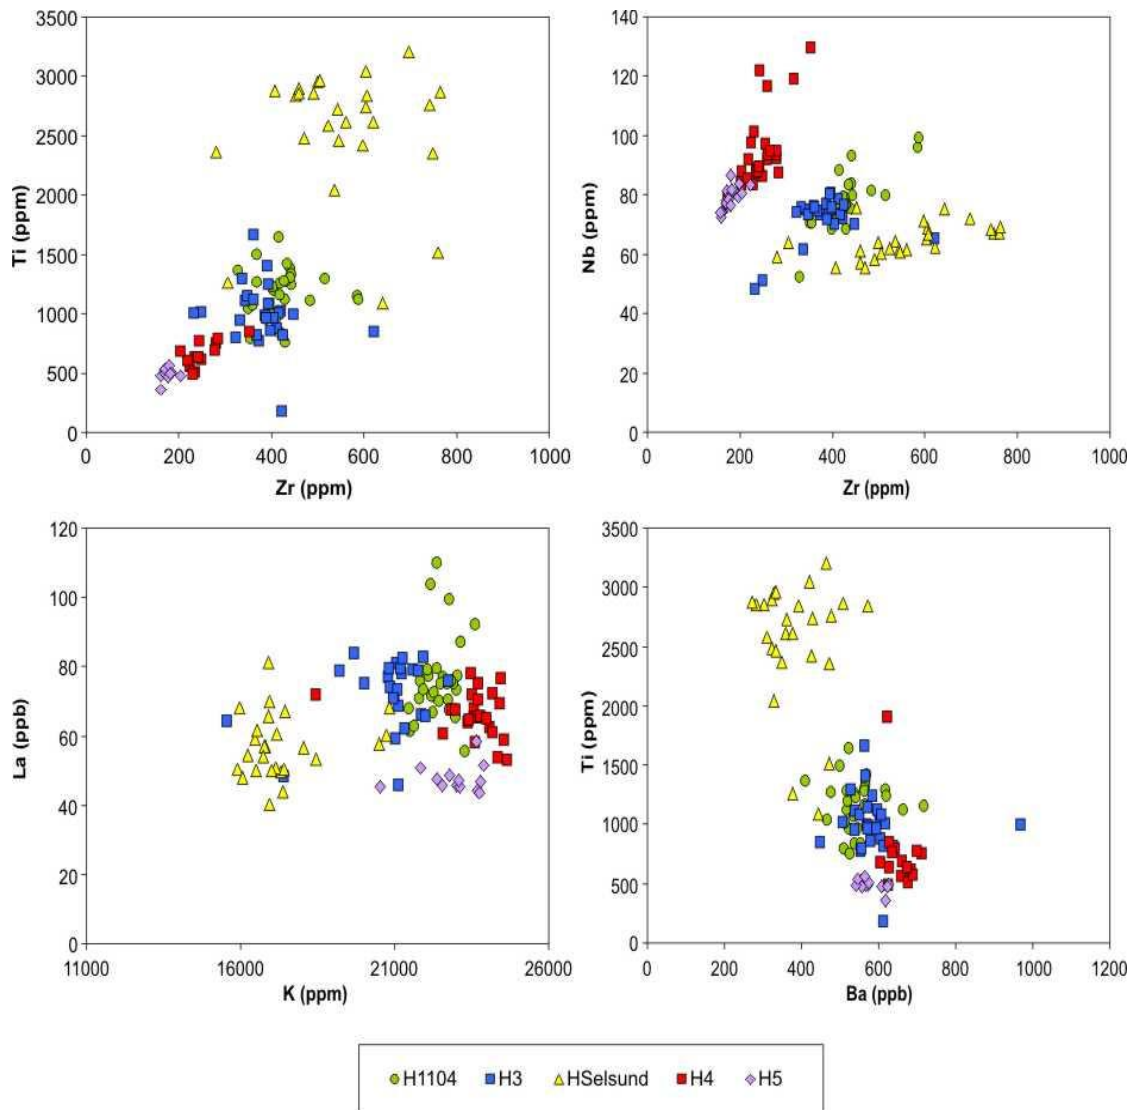 3500
3000
2500
2000
1500
1000
500
0
Ti (ppm)
0 200 400 600 800 1000
Zr (ppm)
140
120
100
80
60
40
20
0
Nb (ppm)
0 200 400 600 800 1000
Zr (ppm)
120
100
80
60
40
20
0
La (ppb)
11000 16000 21000 26000
K (ppm)
3500
3000
2500
2000
1500
1000
500
0
Ti (ppm)
0 200 400 600 800 1000 1200
Ba (ppb)
H1104 H3 HSelsund H4 H5